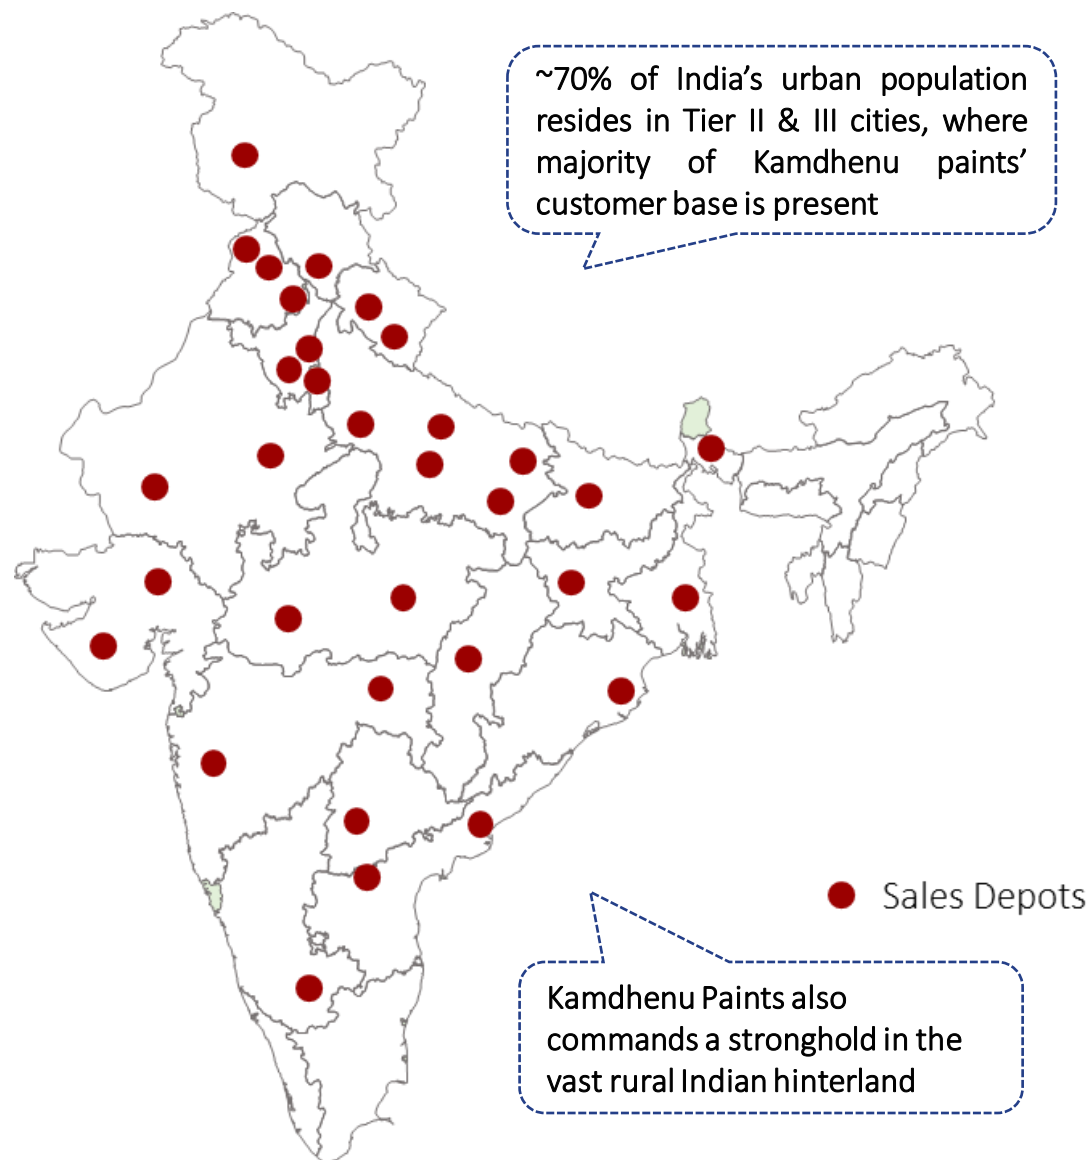 ~70% of India’s urban population
resides in Tier II & III cities, where
majority of Kamdhenu paints’
customer base is present
Sales Depots
Kamdhenu Paints also
commands a stronghold in the
vast rural Indian hinterland